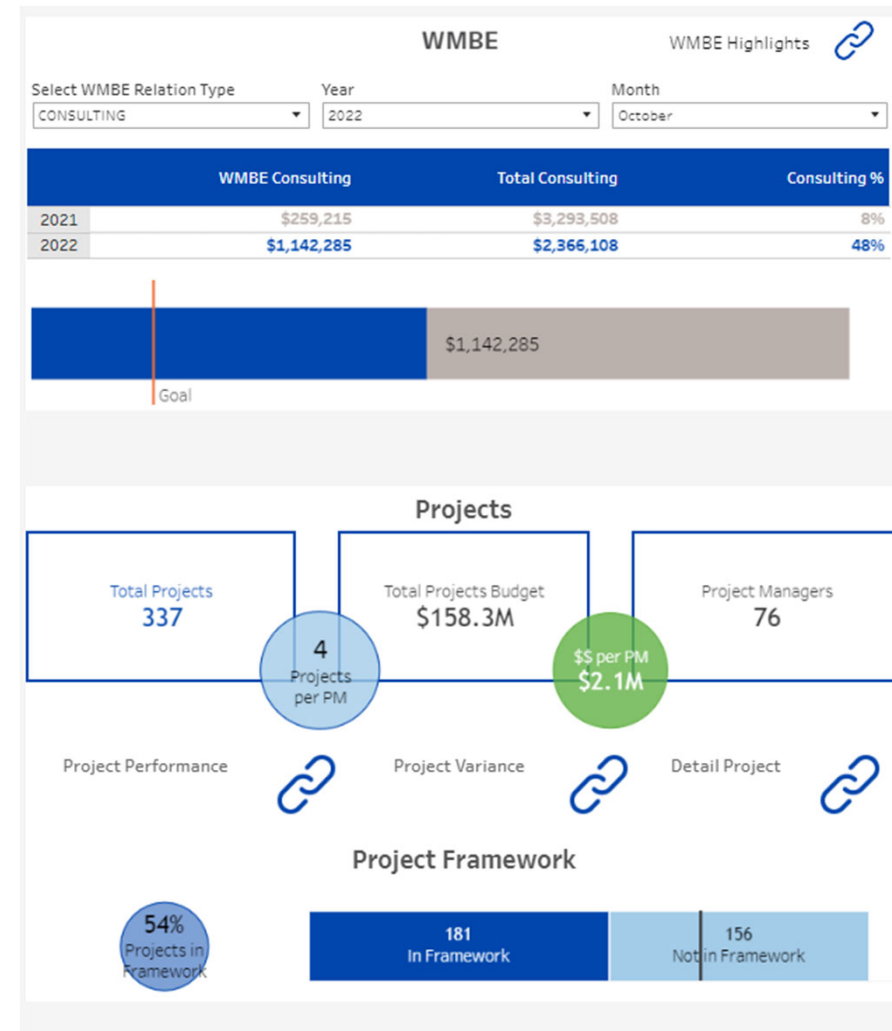 WMBE
WMBE Highlights
Select WMBE Relation Type Year Month
CONSULTING 2022 October
WMBE Consulting Total Consulting Consulting %
2021 $259,215 $3,293,508 8%
2022 $1,142,285 $2,366,108 48%
$1,142,285
Goal
Projects
Total Projects
337
Total Projects Budget
$158.3M
Project Managers
76
4
Projects
per PM
$$ per PM
$2.1M
Project Performance Project Variance Detail Project
Project Framework
54%
Projects in
Framework
181
In Framework
156
Not in Framework